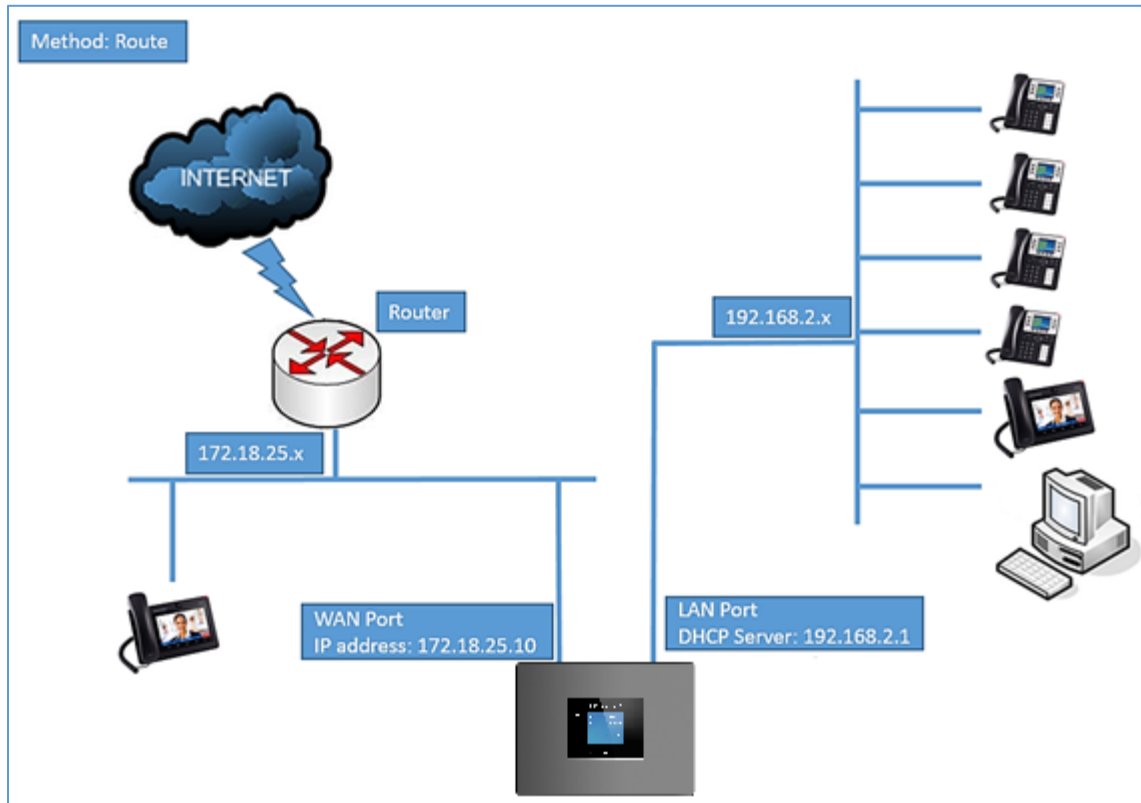 Method: Route
INTERNET
Router
192.168.2.x
172.18.25.x
WAN Port
IP address: 172.18.25.10
LAN Port
DHCP Server: 192.168.2.1